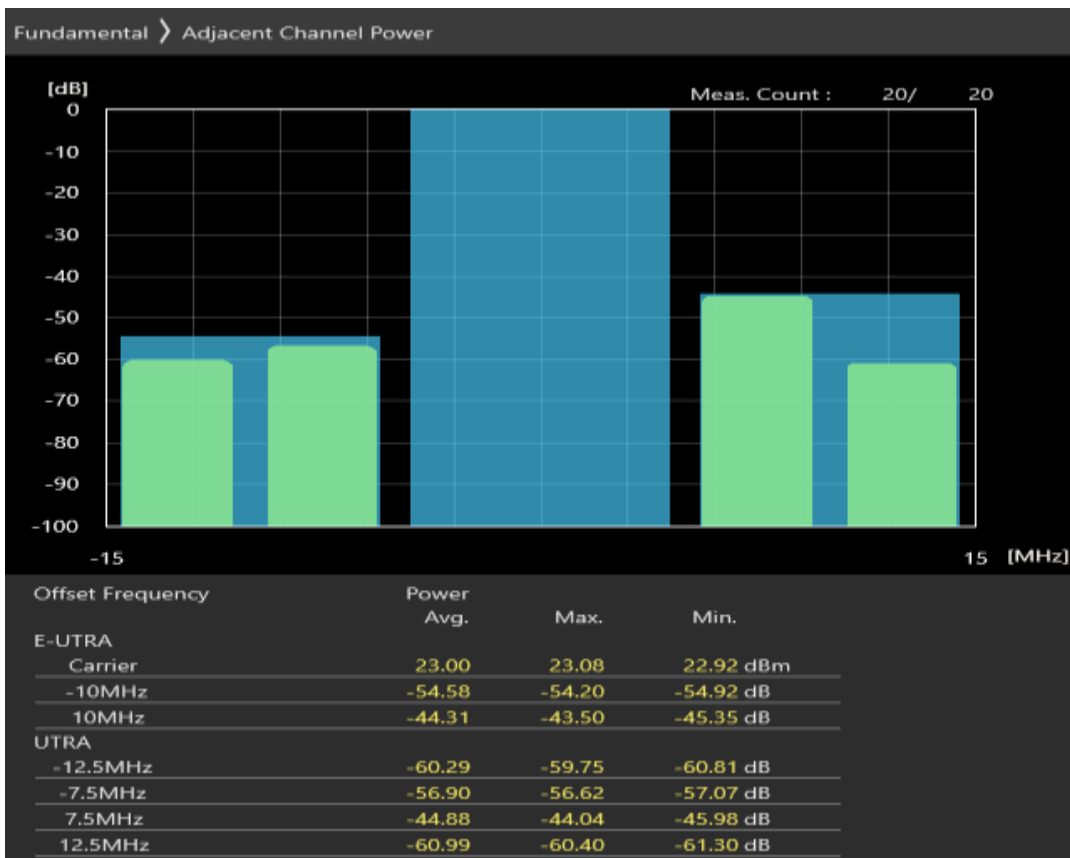 Fundamental 〉 Adjacent Channel Power
[dB]
Meas. Count : 20/ 20
0
-10
-20
-30
-40
-50
-60
-70
-80
-90
-100
-15 15 [MHz]
Offset Frequency Power
Avg. Max. Min.
E-UTRA
Carrier 23.00 23.08 22.92 dBm
-10MHz -54.58 -54.20 -54.92 dB
10MHz -44.31 -43.50 -45.35 dB
UTRA
-12.5MHz -60.29 -59.75 -60.81 dB
-7.5MHz -56.90 -56.62 -57.07 dB
7.5MHz -44.88 -44.04 -45.98 dB
12.5MHz -60.99 -60.40 -61.30 dB